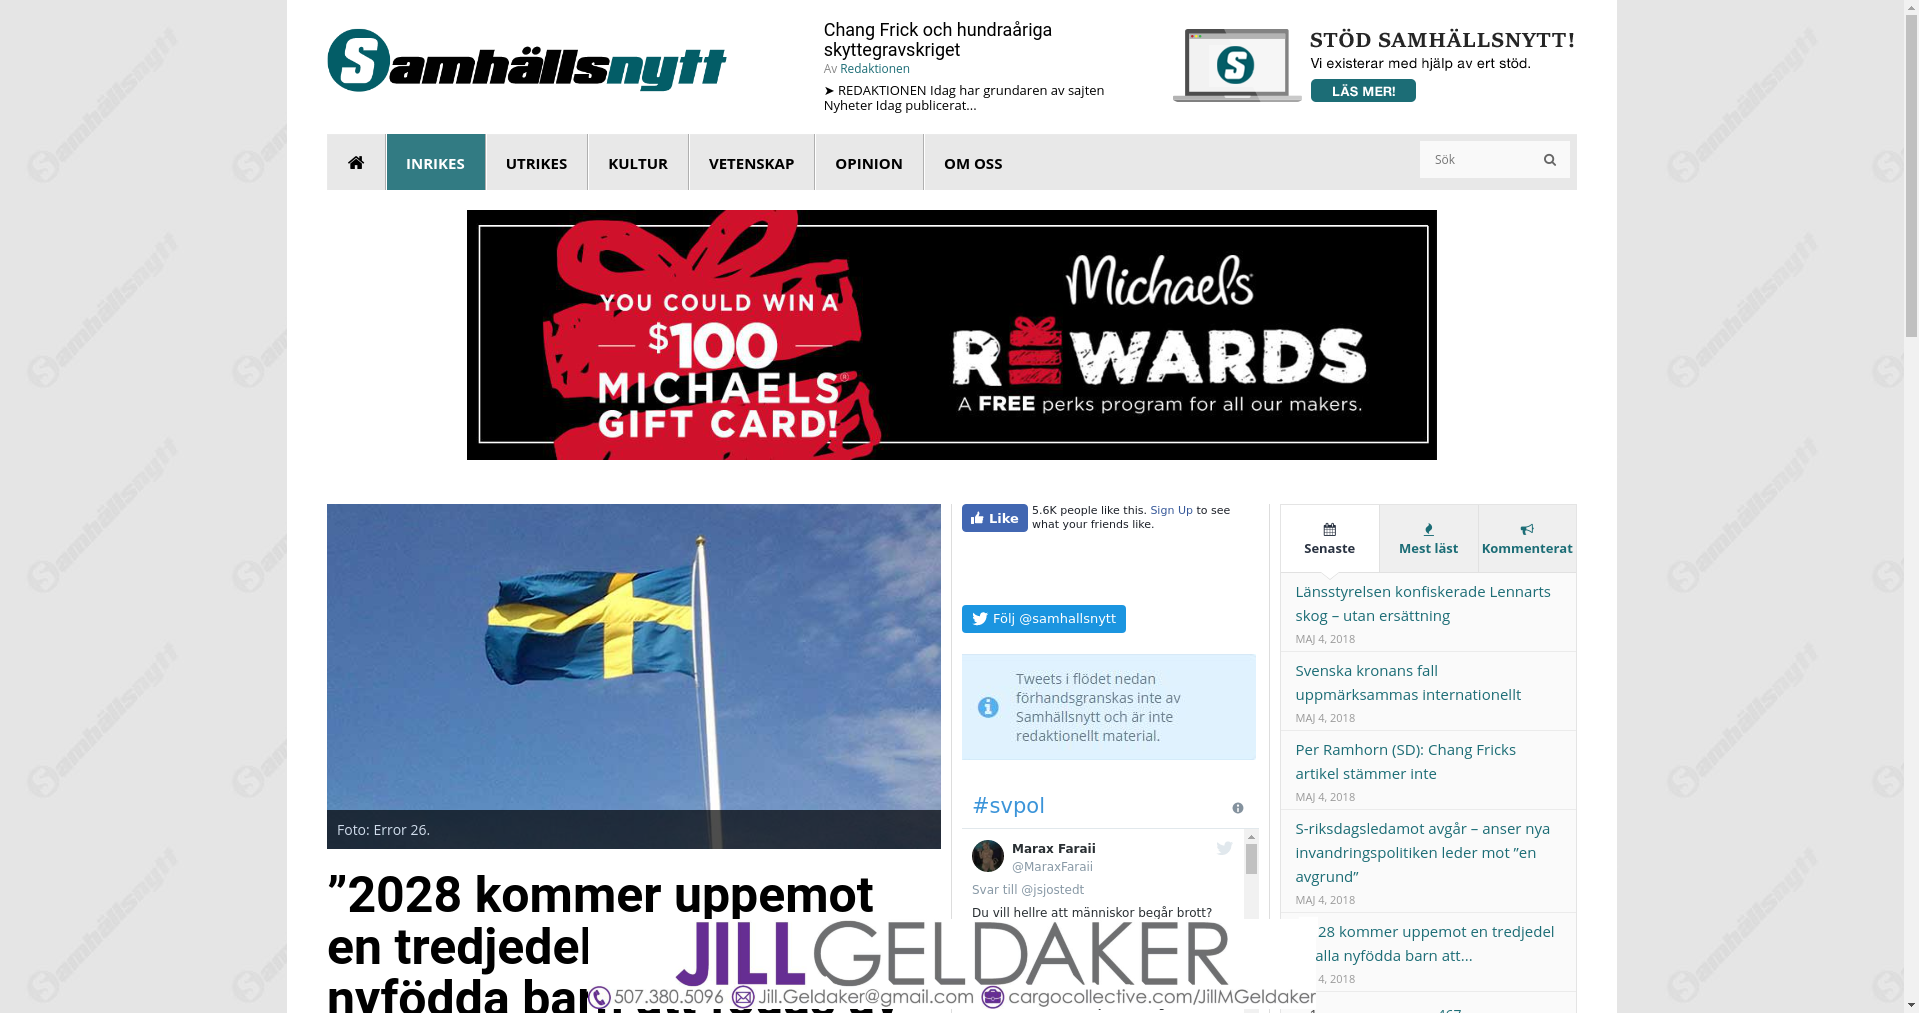 Samhällsnytt
Chang Frick och hundraåriga
skyttegravskriget
Av Redaktionen
➤ REDAKTIONEN Idag har grundaren av sajten
Nyheter Idag publicerat...
STÖD SAMHÄLLSNYTT!
Vi existerar med hjälp av ert stöd.
LÄS MER!
INRIKES
UTRIKES
KULTUR
VETENSKAP
OPINION
OM OSS
Sök
YOU COULD WIN A
$100
MICHAELS®
GIFT CARD!
Michaels
REWARDS
A FREE perks program for all our makers.
Foto: Error 26.
”2028 kommer uppemot
en tredjedel
nyfödda barn att
Like
5.6K people like this. Sign Up to see
what your friends like.
Följ @samhallsnytt
Tweets i flödet nedan
förhandsgranskas inte av
Samhällsnytt och är inte
redaktionellt material.
#svpol
Marax Faraii
@MaraxFaraii
Svar till @jsjostedt
Du vill hellre att människor begår brott?
Senaste
Mest läst
Kommenterat
Länsstyrelsen konfiskerade Lennarts
skog – utan ersättning
MAJ 4, 2018
Svenska kronans fall
uppmärksammas internationellt
MAJ 4, 2018
Per Ramhorn (SD): Chang Fricks
artikel stämmer inte
MAJ 4, 2018
S-riksdagsledamot avgår – anser nya
invandringspolitiken leder mot ”en
avgrund”
MAJ 4, 2018
28 kommer uppemot en tredjedel
alla nyfödda barn att...
4, 2018
JILLGELDAKER
507.380.5096 Jill.Geldaker@gmail.com cargocollective.com/JillMGeldaker